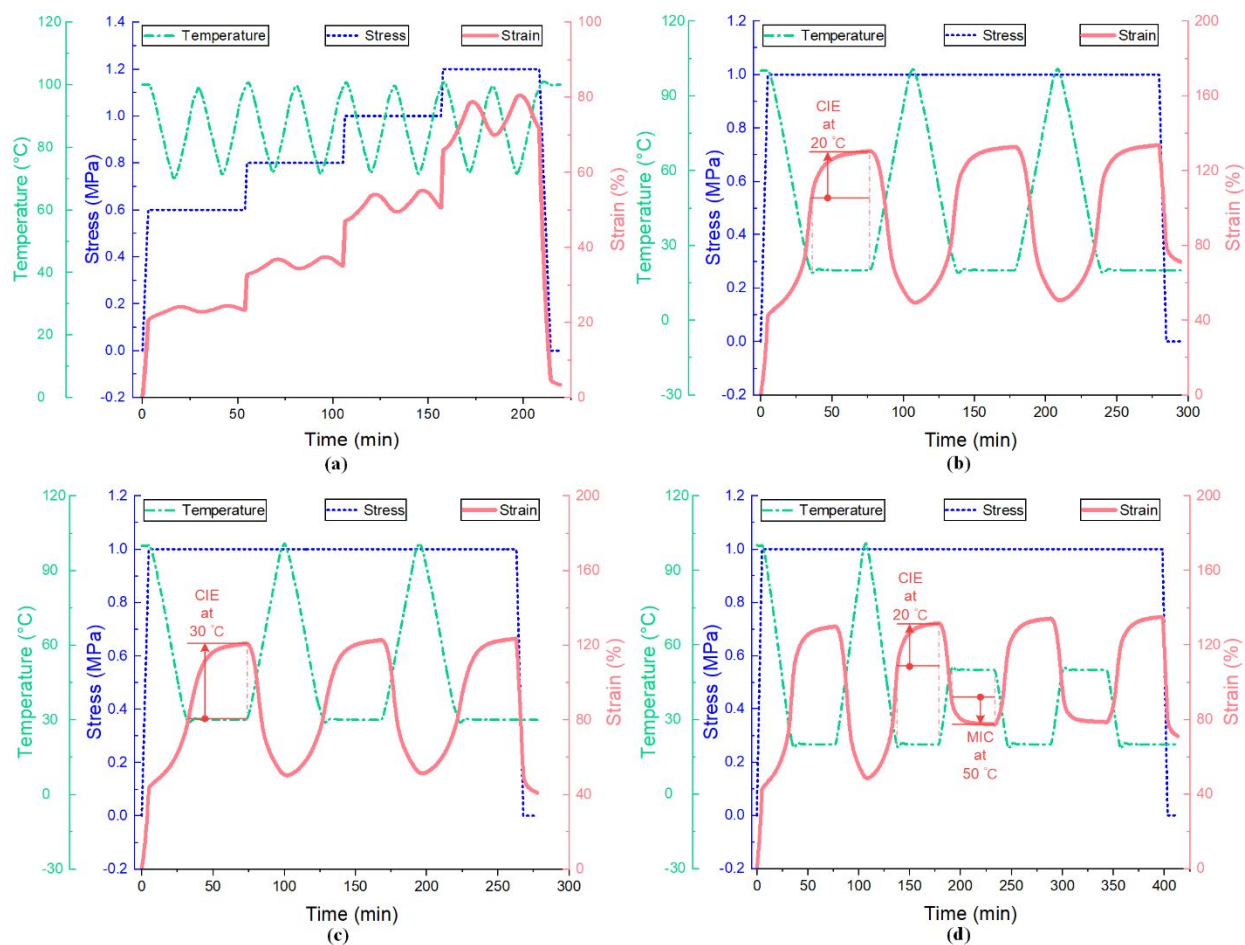 Temperature Stress Strain
120
100
80
60
40
20
0
Temperature (°C)
1.4
1.2
1.0
0.8
0.6
0.4
0.2
0.0
-0.2
Stress (MPa)
100
80
60
40
20
0
Strain (%)
0 50 100 150 200
Time (min)
(a)
Temperature Stress Strain
120
90
60
30
0
-30
Temperature (°C)
1.2
1.0
0.8
0.6
0.4
0.2
0.0
-0.2
Stress (MPa)
CIE
at
20 °C
200
160
120
80
40
0
Strain (%)
0 50 100 150 200 250 300
Time (min)
(b)
Temperature Stress Strain
120
90
60
30
0
-30
Temperature (°C)
1.2
1.0
0.8
0.6
0.4
0.2
0.0
-0.2
Stress (MPa)
CIE
at
30 °C
200
160
120
80
40
0
Strain (%)
0 50 100 150 200 250 300
Time (min)
(c)
Temperature Stress Strain
120
90
60
30
0
-30
Temperature (°C)
1.2
1.0
0.8
0.6
0.4
0.2
0.0
-0.2
Stress (MPa)
CIE
at
20 °C
MIC
at
50 °C
200
160
120
80
40
0
Strain (%)
0 50 100 150 200 250 300 350 400
Time (min)
(d)